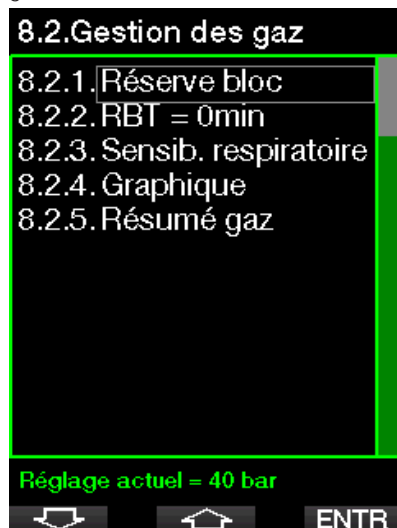 8.2.Gestion des gaz
8.2.1. Réserve bloc
8.2.2. RBT = 0min
8.2.3. Sensib. respiratoire
8.2.4. Graphique
8.2.5. Résumé gaz
Réglage actuel = 40 bar
ENTR